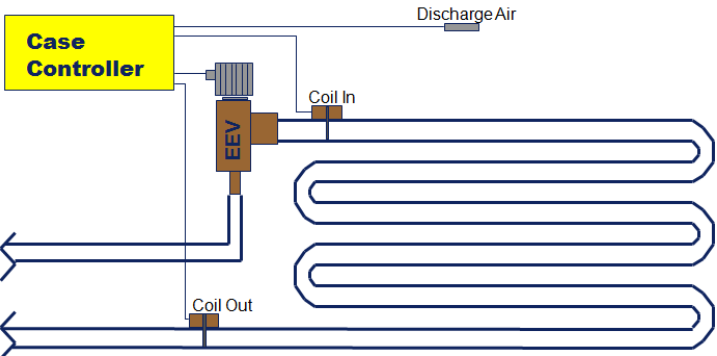 Discharge Air
Case
Controller
Coil In
EEV
Coil Out